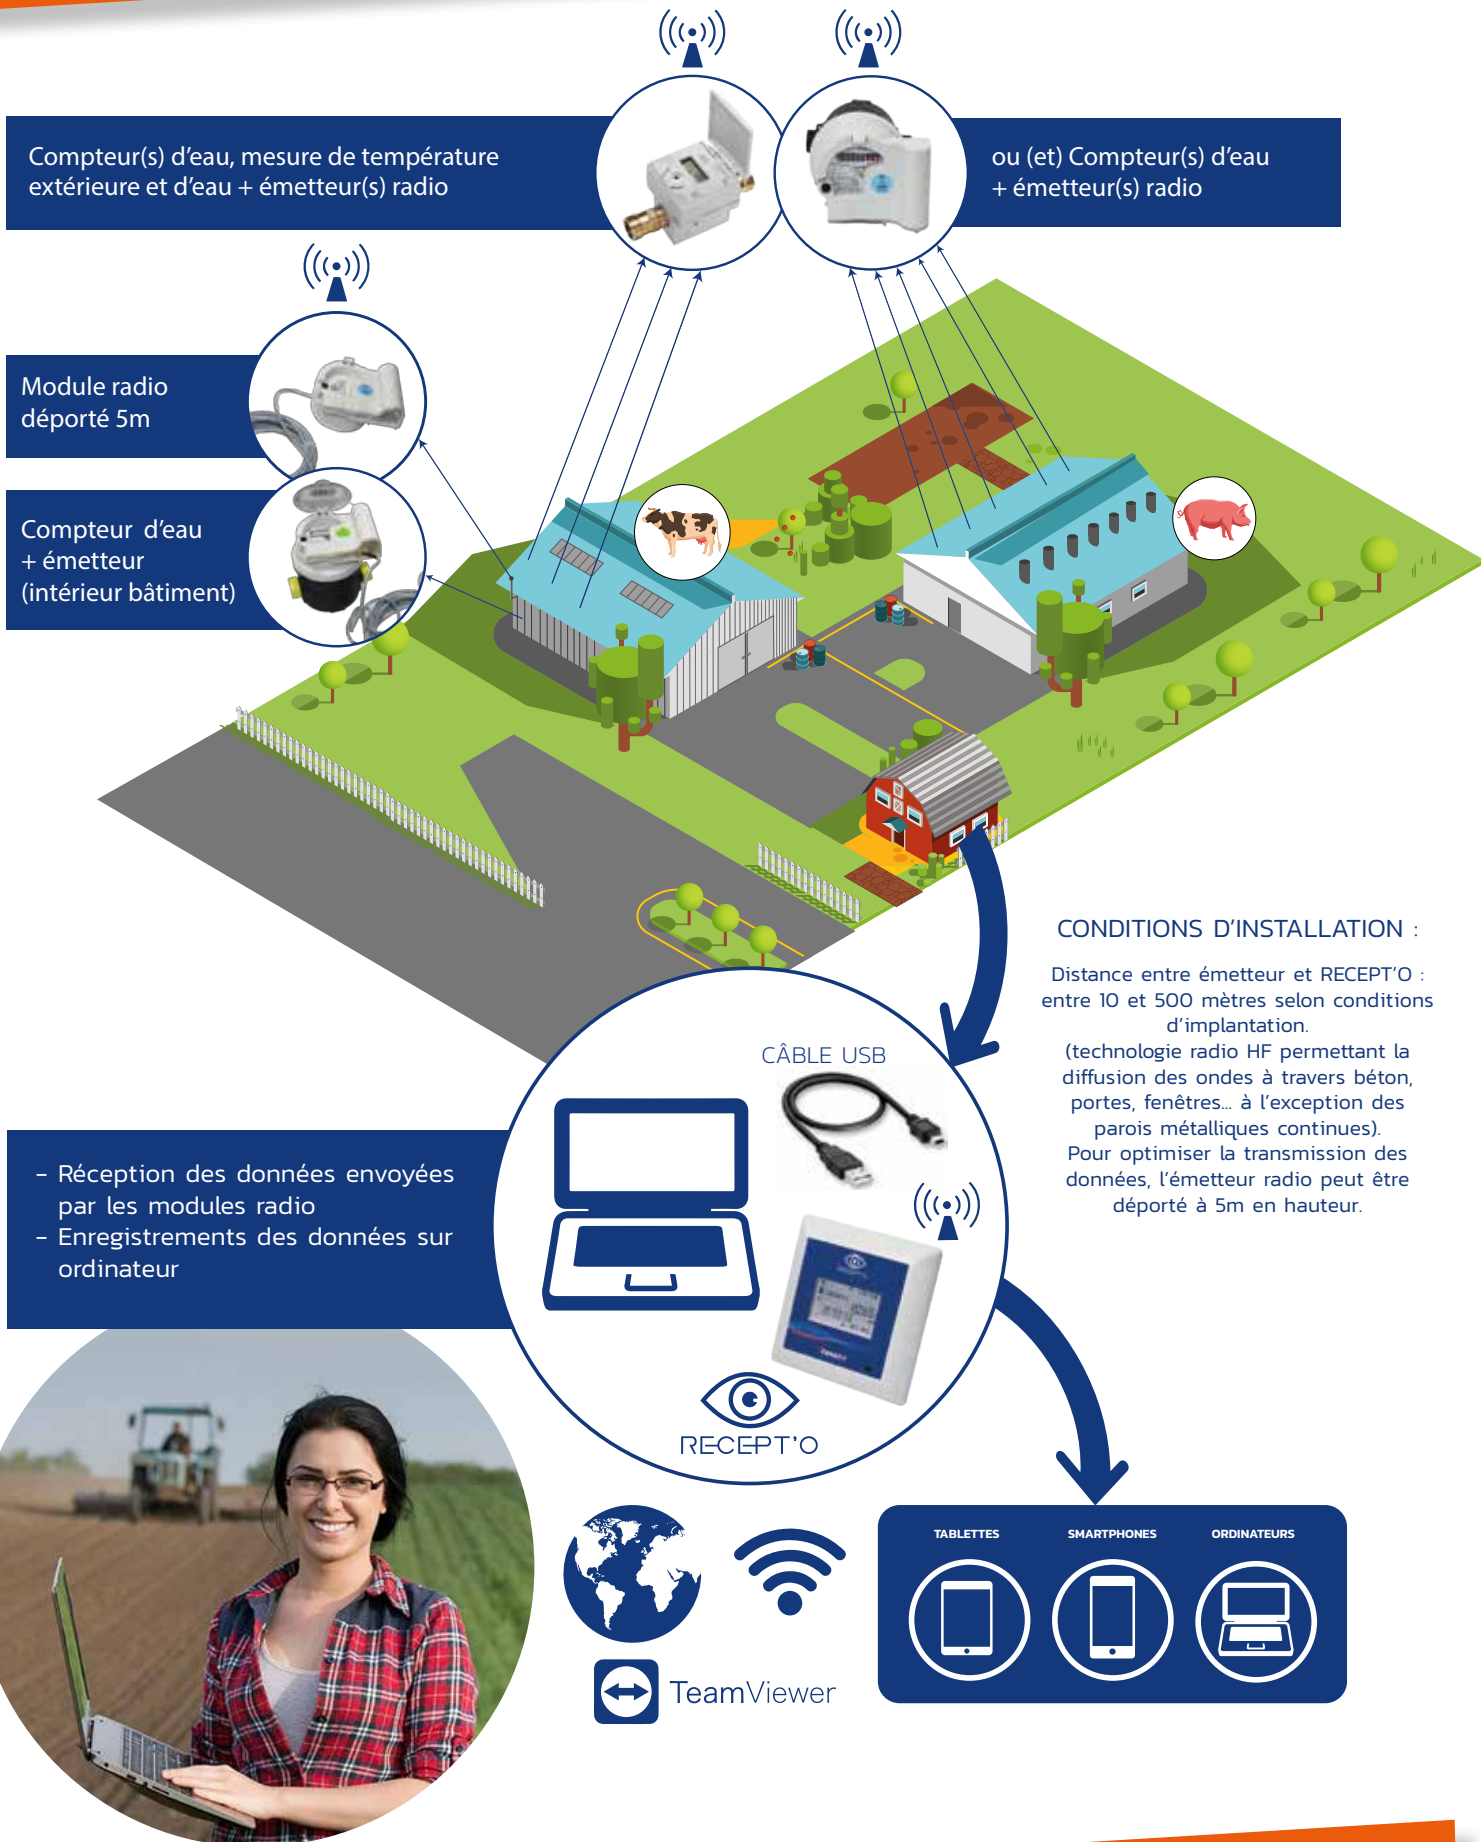 Compteur(s) d'eau, mesure de température
extérieure et d'eau + émetteur(s) radio
ou (et) Compteur(s) d'eau
+ émetteur(s) radio
Module radio
déporté 5m
Compteur d'eau
+ émetteur
(intérieur bâtiment)
CONDITIONS D'INSTALLATION :
Distance entre émetteur et RECEPT'O :
entre 10 et 500 mètres selon conditions
d'implantation.
(technologie radio HF permettant la
diffusion des ondes à travers béton,
portes, fenêtres... à l'exception des
parois métalliques continues).
Pour optimiser la transmission des
données, l'émetteur radio peut être
déporté à 5m en hauteur.
CÂBLE USB
- Réception des données envoyées
par les modules radio
- Enregistrements des données sur
ordinateur
RECEPT'O
TABLETTES
SMARTPHONES
ORDINATEURS
TeamViewer